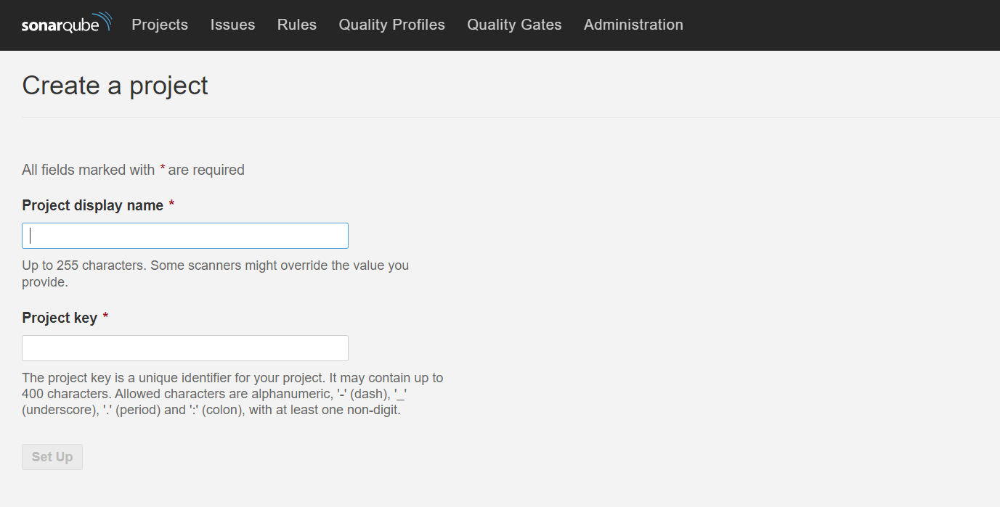 sonarqube Projects Issues Rules Quality Profiles Quality Gates Administration
Create a project
All fields marked with * are required
Project display name *
Up to 255 characters. Some scanners might override the value you
provide.
Project key *
The project key is a unique identifier for your project. It may contain up to
400 characters. Allowed characters are alphanumeric, '-' (dash), '_'
(underscore), '.' (period) and ':' (colon), with at least one non-digit.
Set Up